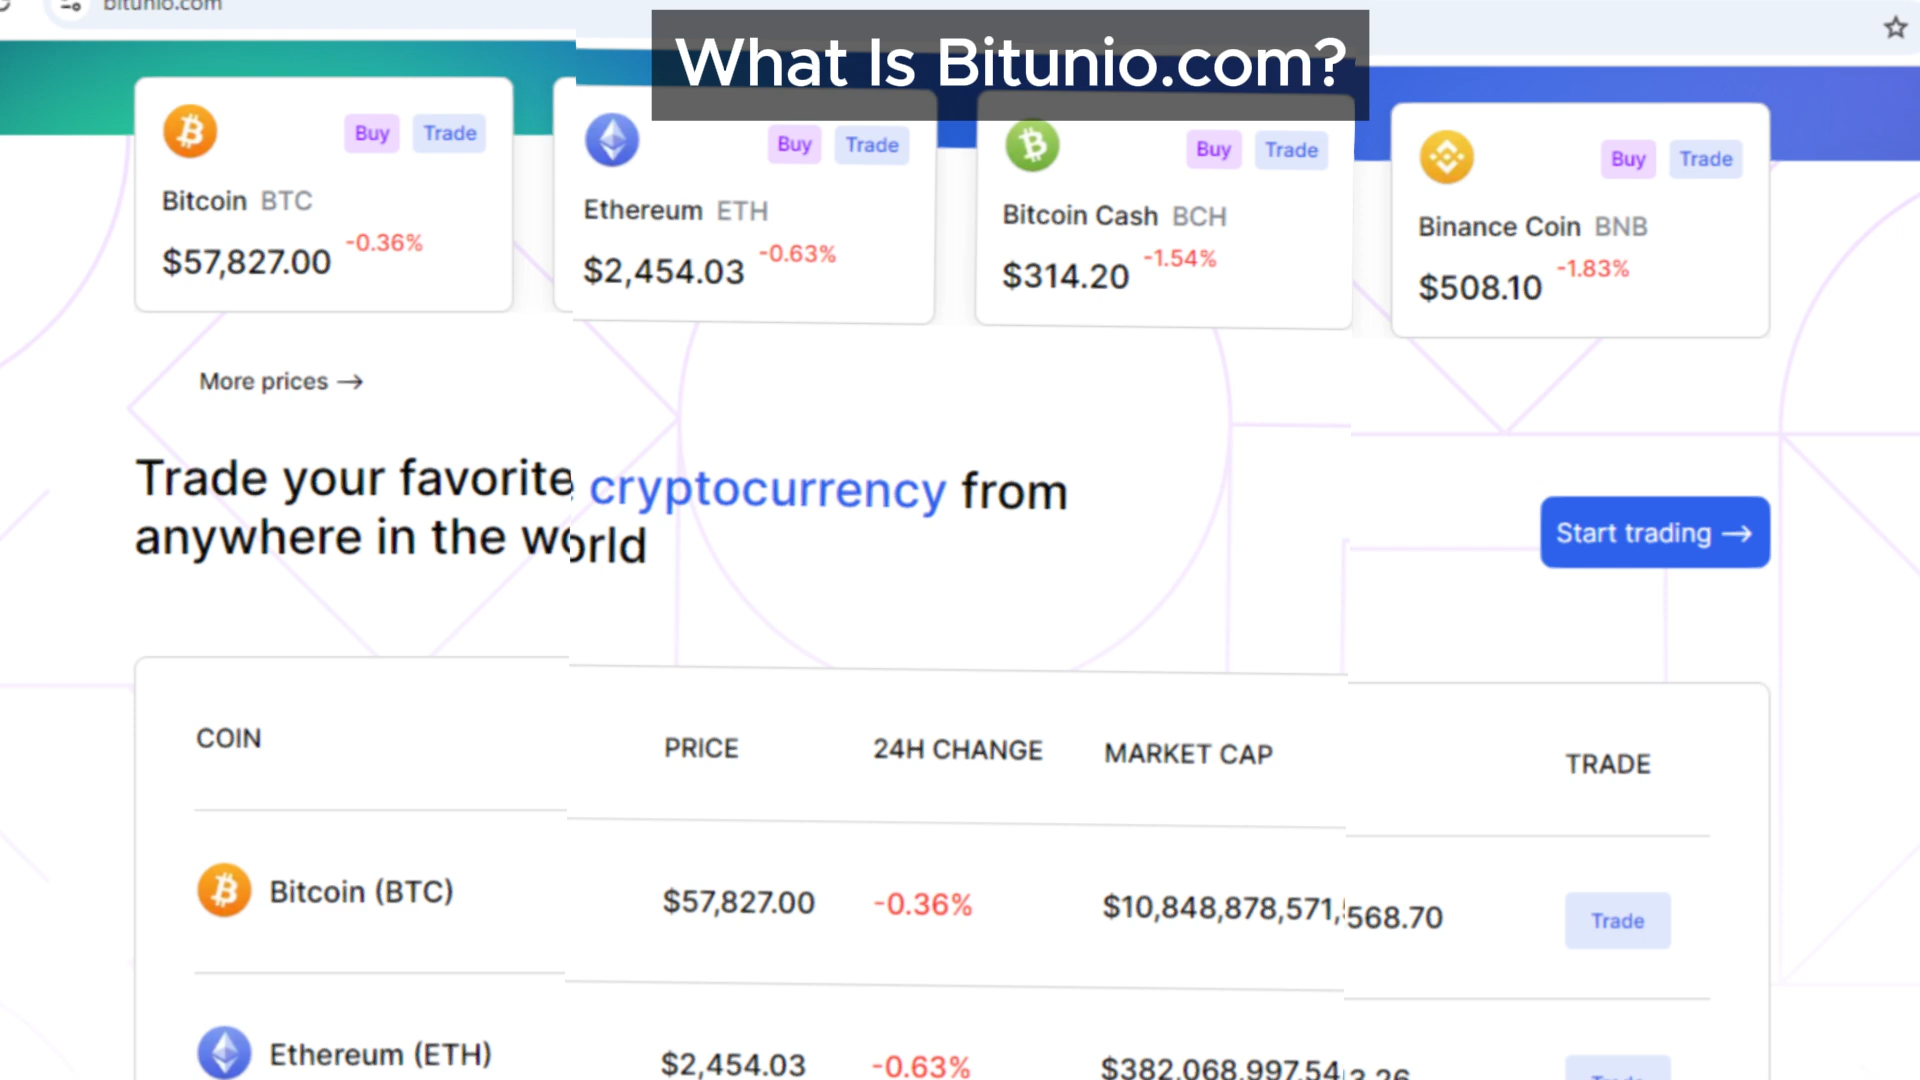 bitunio.com
What Is Bitunio.com?
Buy Trade
Bitcoin BTC
$57,827.00 -0.36%
Buy Trade
Ethereum ETH
$2,454.03 -0.63%
Buy Trade
Bitcoin Cash BCH
$314.20 -1.54%
Buy Trade
Binance Coin BNB
$508.10 -1.83%
More prices →
Trade your favorite cryptocurrency from
anywhere in the world
Start trading →
COIN PRICE 24H CHANGE MARKET CAP TRADE
Bitcoin (BTC) $57,827.00 -0.36% $10,848,878,571,568.70 Trade
Ethereum (ETH) $2,454.03 -0.63%